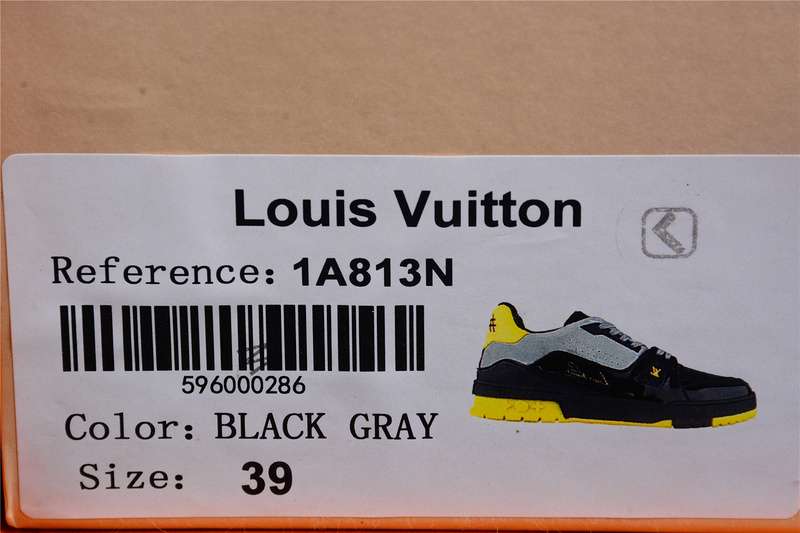 Louis Vuitton
Reference: 1A813N
596000286
Color: BLACK GRAY
Size: 39